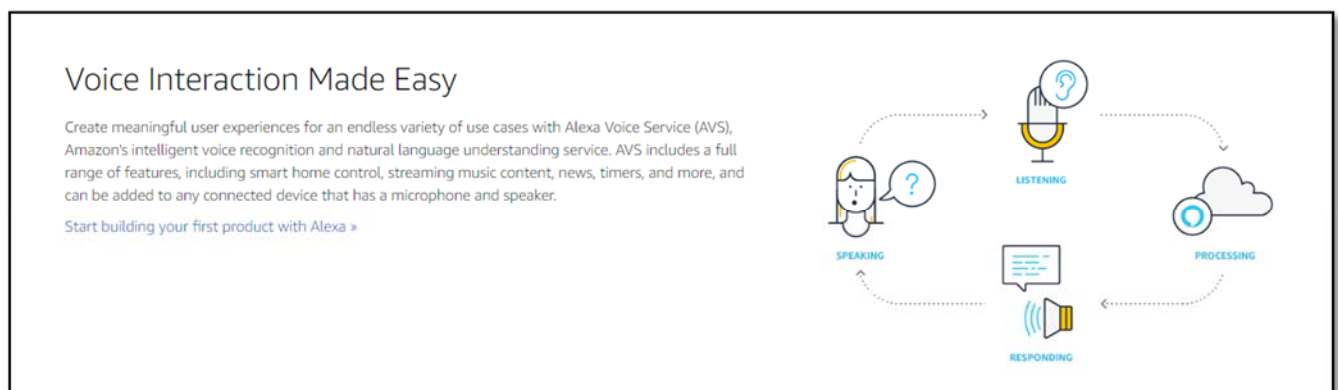 Voice Interaction Made Easy
Create meaningful user experiences for an endless variety of use cases with Alexa Voice Service (AVS),
Amazon's intelligent voice recognition and natural language understanding service. AVS includes a full
range of features, including smart home control, streaming music content, news, timers, and more, and
can be added to any connected device that has a microphone and speaker.
Start building your first product with Alexa »
LISTENING
?
SPEAKING
PROCESSING
RESPONDING